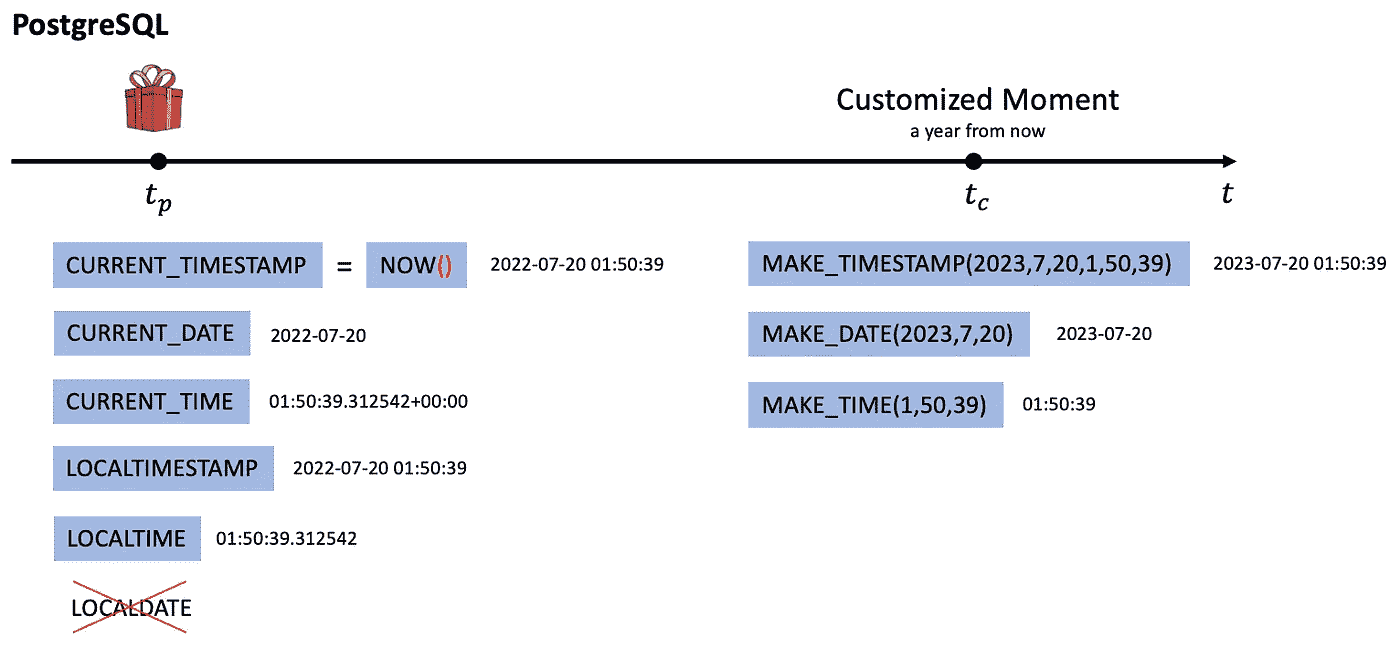 PostgreSQL
Customized Moment
a year from now
t_p
t_c
t
CURRENT_TIMESTAMP = NOW() 2022-07-20 01:50:39
MAKE_TIMESTAMP(2023,7,20,1,50,39) 2023-07-20 01:50:39
CURRENT_DATE 2022-07-20
MAKE_DATE(2023,7,20) 2023-07-20
CURRENT_TIME 01:50:39.312542+00:00
MAKE_TIME(1,50,39) 01:50:39
LOCALTIMESTAMP 2022-07-20 01:50:39
LOCALTIME 01:50:39.312542
LOCALDATE